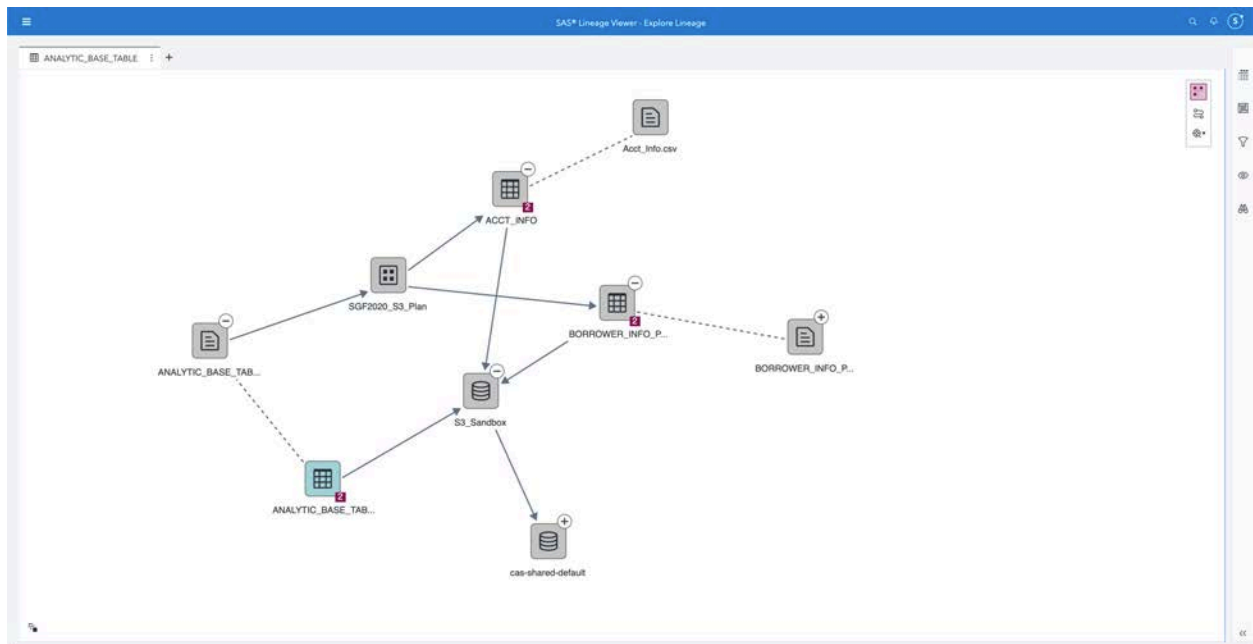 SAS® Lineage Viewer - Explore Lineage
S
ANALYTIC_BASE_TABLE
Acct_Info.csv
2
ACCT_INFO
SGF2020_S3_Plan
2
BORROWER_INFO_P...
ANALYTIC_BASE_TAB...
BORROWER_INFO_P...
S3_Sandbox
2
ANALYTIC_BASE_TAB...
cas-shared-default